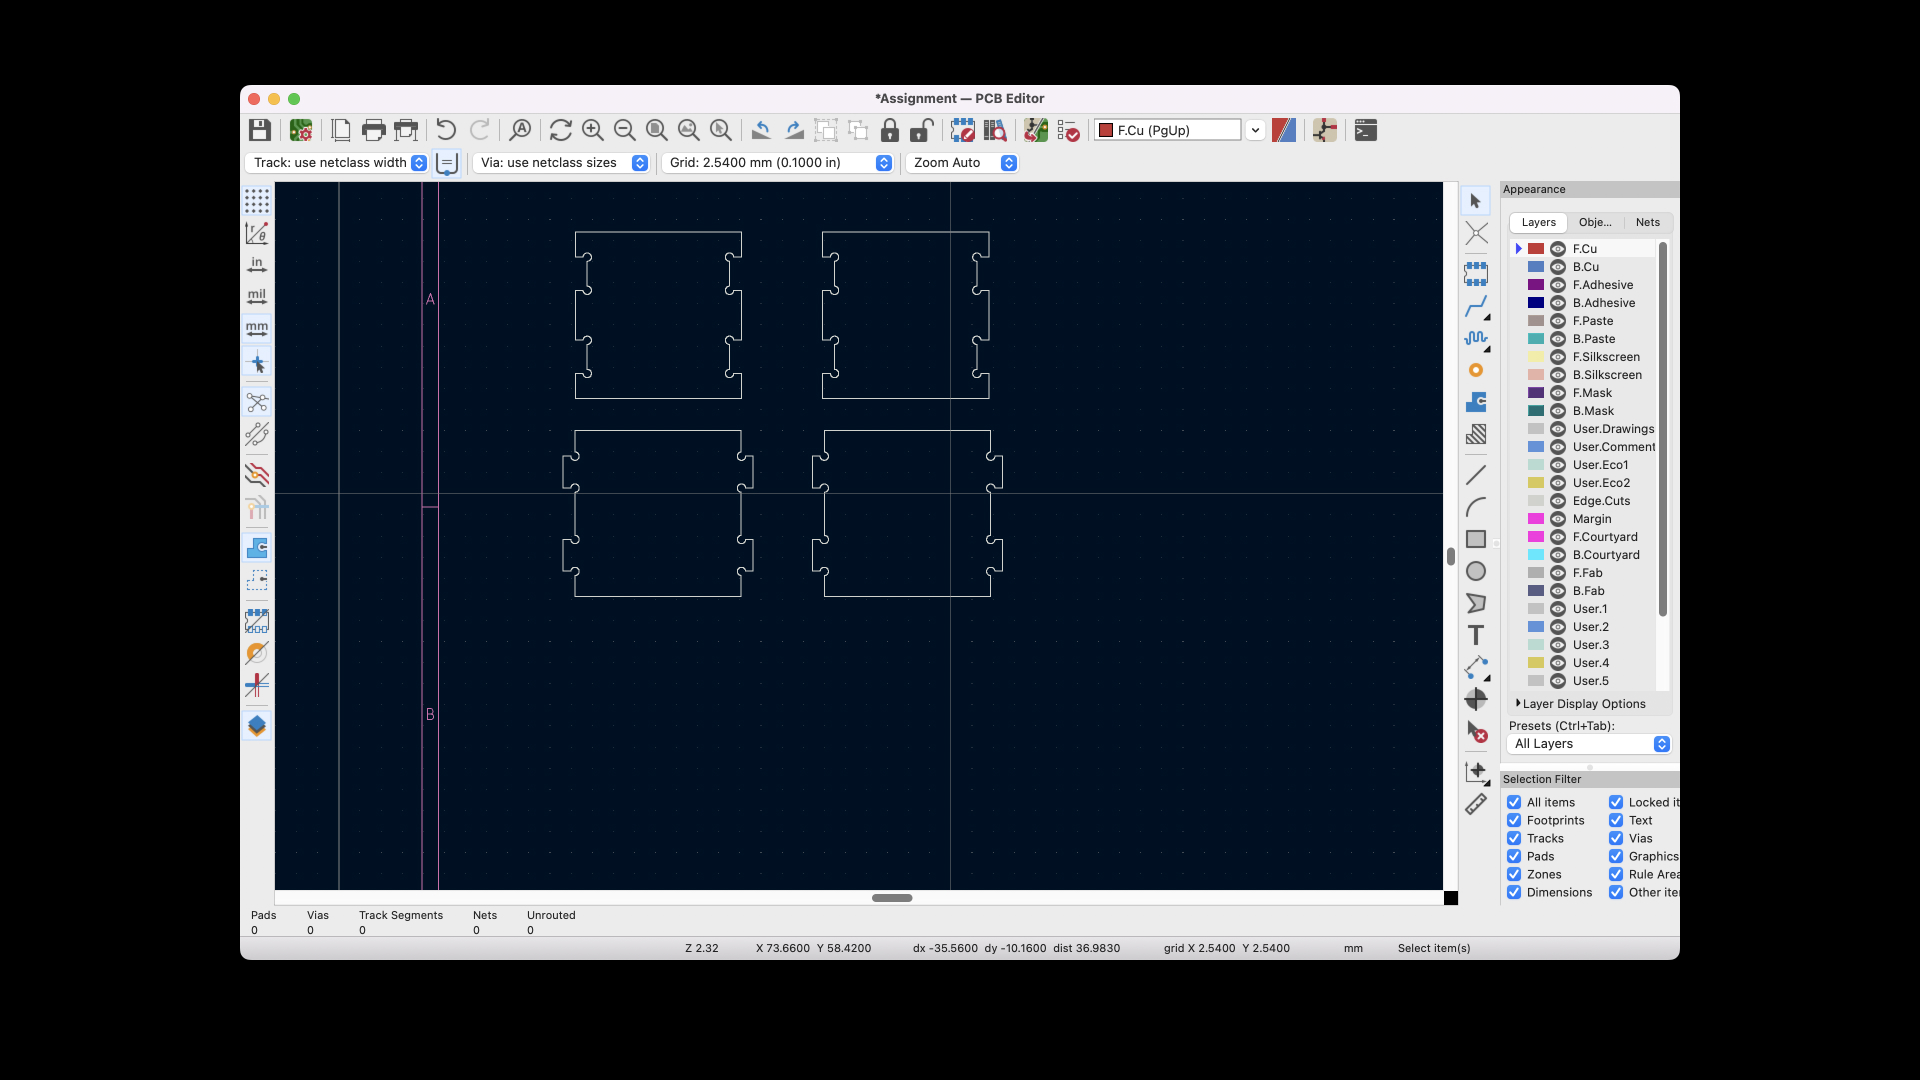 *Assignment — PCB Editor
F.Cu (PgUp)
Track: use netclass width
Via: use netclass sizes
Grid: 2.5400 mm (0.1000 in)
Zoom Auto
in
mil
mm
A
B
Appearance
Layers
Obje...
Nets
F.Cu
B.Cu
F.Adhesive
B.Adhesive
F.Paste
B.Paste
F.Silkscreen
B.Silkscreen
F.Mask
B.Mask
User.Drawings
User.Comment
User.Eco1
User.Eco2
Edge.Cuts
Margin
F.Courtyard
B.Courtyard
F.Fab
B.Fab
User.1
User.2
User.3
User.4
User.5
Layer Display Options
Presets (Ctrl+Tab):
All Layers
Selection Filter
All items Locked it
Footprints Text
Tracks Vias
Pads Graphics
Zones Rule Area
Dimensions Other ite
Pads Vias Track Segments Nets Unrouted
0 0 0 0 0
Z 2.32 X 73.6600 Y 58.4200 dx -35.5600 dy -10.1600 dist 36.9830 grid X 2.5400 Y 2.5400 mm Select item(s)